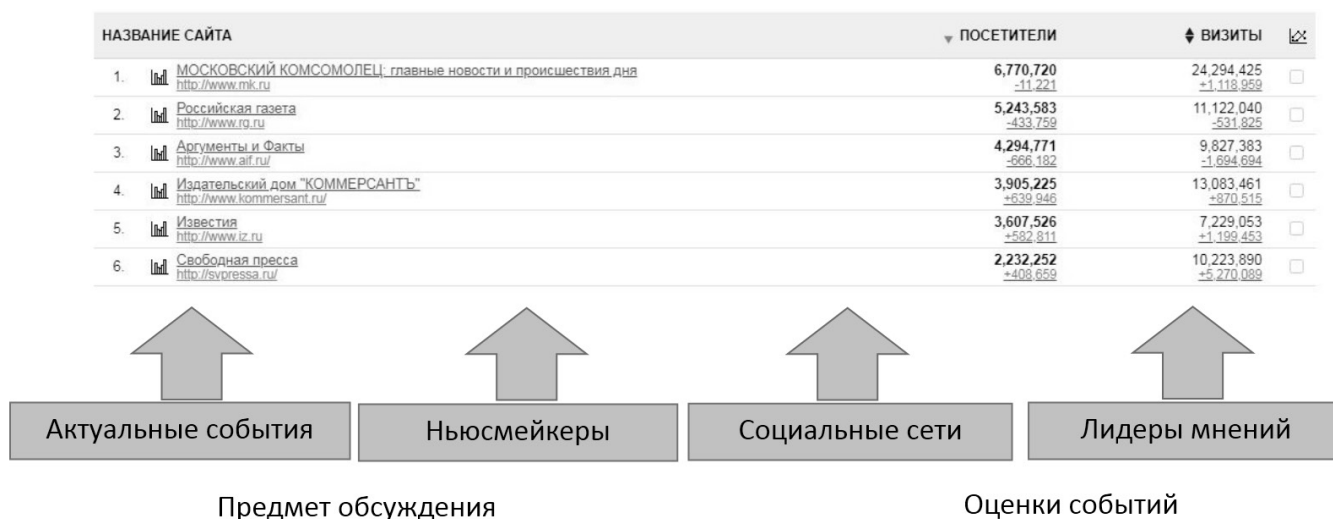 НАЗВАНИЕ САЙТА ПОСЕТИТЕЛИ ВИЗИТЫ
1. МОСКОВСКИЙ КОМСОМОЛЕЦ: главные новости и происшествия дня 6,770,720 24,294,425
http://www.mk.ru -11,221 +1,118,959
2. Российская газета 5,243,583 11,122,040
http://www.rg.ru -433,759 -531,825
3. Аргументы и Факты 4,294,771 9,827,383
http://www.aif.ru/ -666,182 -1,694,694
4. Издательский дом "КОММЕРСАНТЪ" 3,905,225 13,083,461
http://www.kommersant.ru/ +639,946 +870,515
5. Известия 3,607,526 7,229,053
http://www.iz.ru +582,811 +1,199,453
6. Свободная пресса 2,232,252 10,223,890
http://svpressa.ru/ +408,659 +5,270,089
Актуальные события Ньюсмейкеры Социальные сети Лидеры мнений
Предмет обсуждения Оценки событий